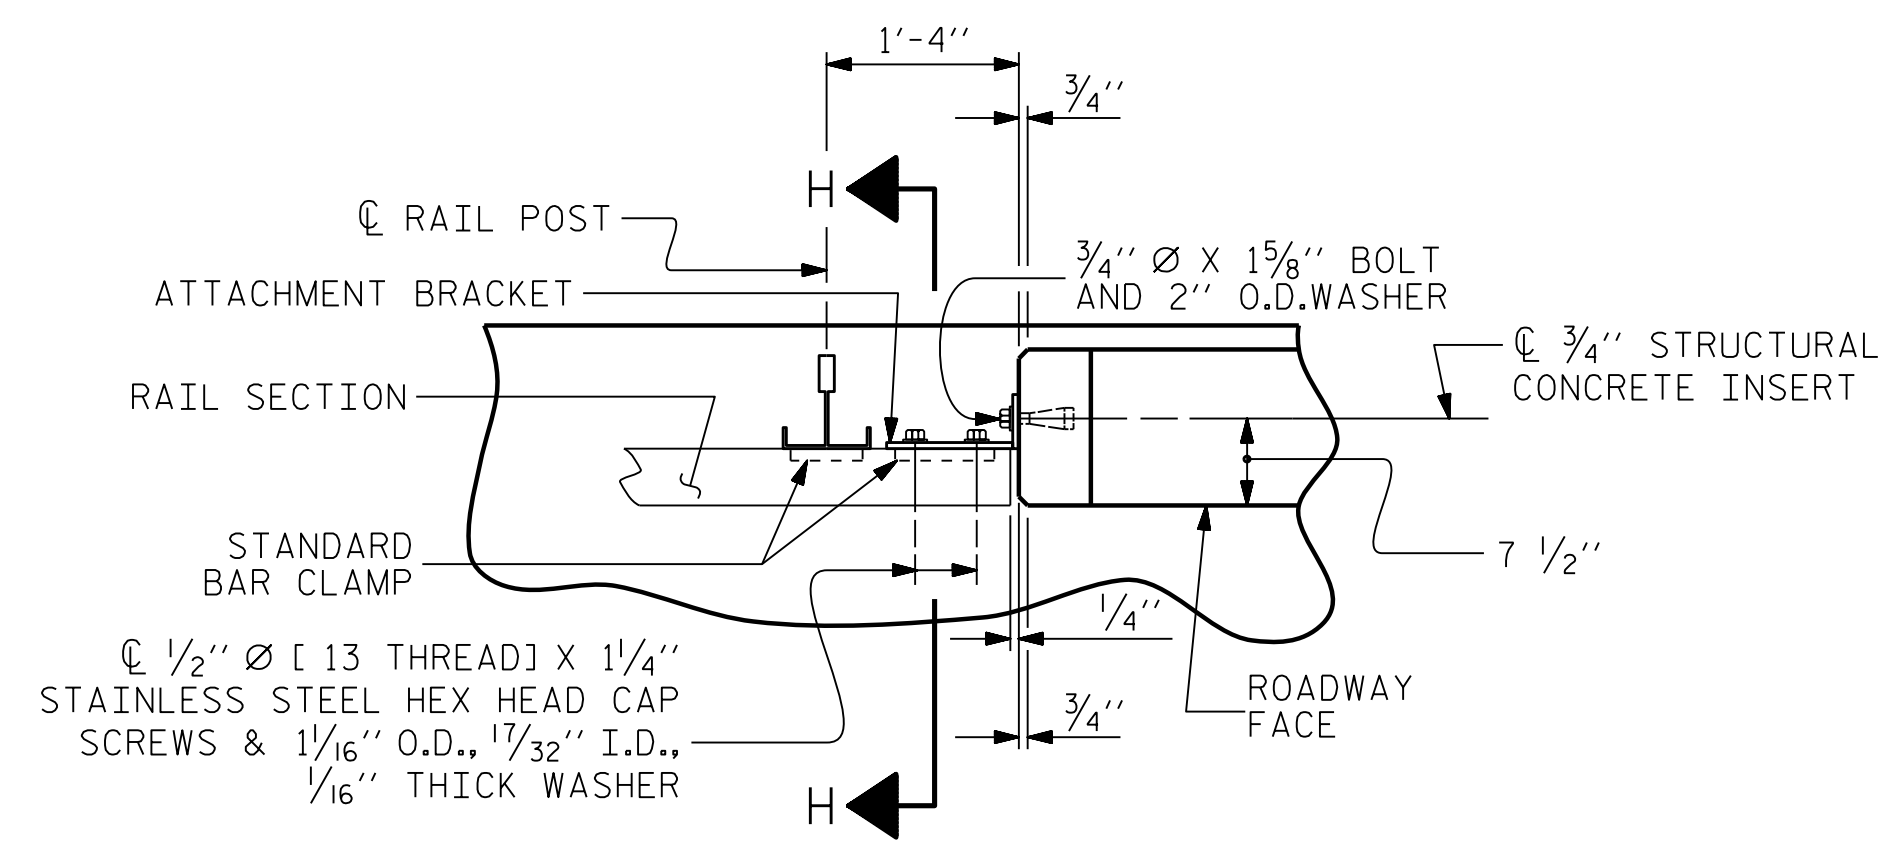 1'-4"
3/4"
H
℄ RAIL POST
3/4" Ø X 1 5/8" BOLT
AND 2" O.D.WASHER
ATTACHMENT BRACKET
℄ 3/4" STRUCTURAL
CONCRETE INSERT
RAIL SECTION
STANDARD
BAR CLAMP
7 1/2"
1/4"
℄ 1/2" Ø [ 13 THREAD] X 1 1/4"
STAINLESS STEEL HEX HEAD CAP
SCREWS & 1 1/16" O.D., 17/32" I.D.,
1/16" THICK WASHER
ROADWAY
FACE
3/4"
H